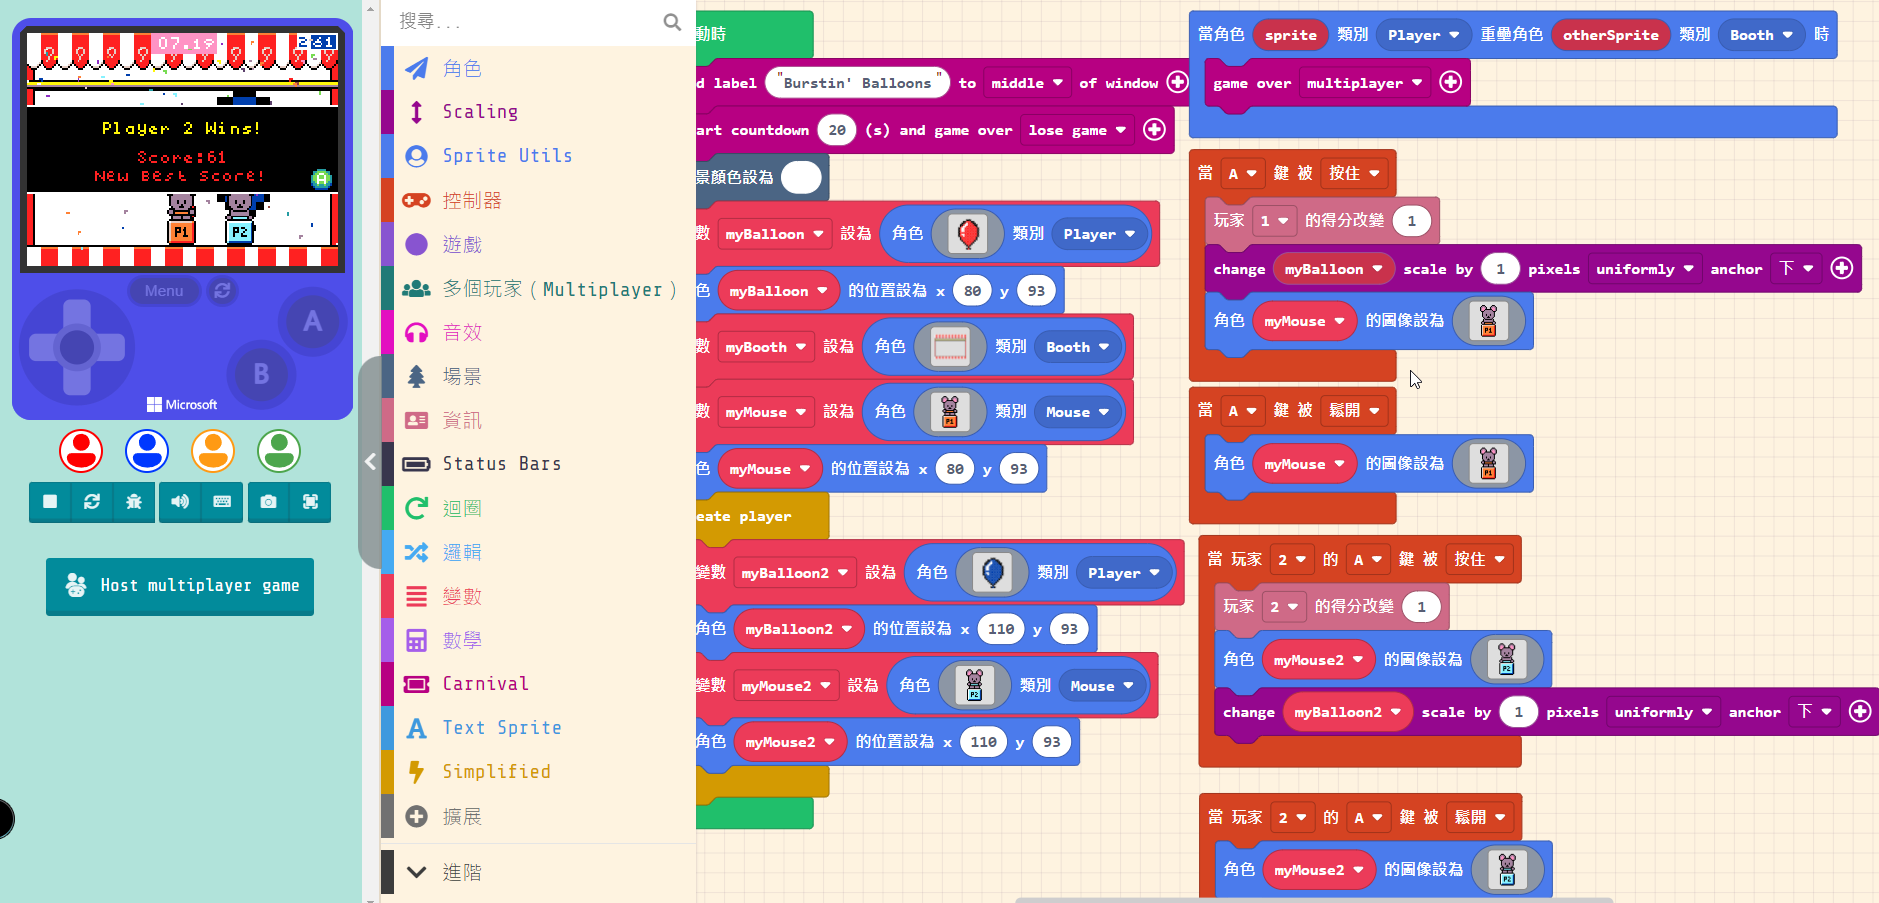 07.19
2 61
Player 2 Wins!
Score:61
New Best Score!
A
P1
P2
Menu
A
B
Microsoft
Host multiplayer game
搜尋...
角色
Scaling
Sprite Utils
控制器
遊戲
多個玩家 ( Multiplayer )
音效
場景
資訊
Status Bars
迴圈
邏輯
變數
數學
Carnival
Text Sprite
Simplified
擴展
進階
動時
d label "Burstin' Balloons" to middle of window
art countdown 20 (s) and game over lose game
景顏色設為
數 myBalloon 設為 角色 類別 Player
色 myBalloon 的位置設為 x 80 y 93
數 myBooth 設為 角色 類別 Booth
數 myMouse 設為 角色 P1 類別 Mouse
色 myMouse 的位置設為 x 80 y 93
eate player
變數 myBalloon2 設為 角色 類別 Player
角色 myBalloon2 的位置設為 x 110 y 93
變數 myMouse2 設為 角色 P2 類別 Mouse
角色 myMouse2 的位置設為 x 110 y 93
當角色 sprite 類別 Player 重疊角色 otherSprite 類別 Booth 時
game over multiplayer
當 A 鍵 被 按住
玩家 1 的得分改變 1
change myBalloon scale by 1 pixels uniformly anchor 下
角色 myMouse 的圖像設為 P1
當 A 鍵 被 鬆開
角色 myMouse 的圖像設為 P1
當 玩家 2 的 A 鍵 被 按住
玩家 2 的得分改變 1
角色 myMouse2 的圖像設為 P2
change myBalloon2 scale by 1 pixels uniformly anchor 下
當 玩家 2 的 A 鍵 被 鬆開
角色 myMouse2 的圖像設為 P2